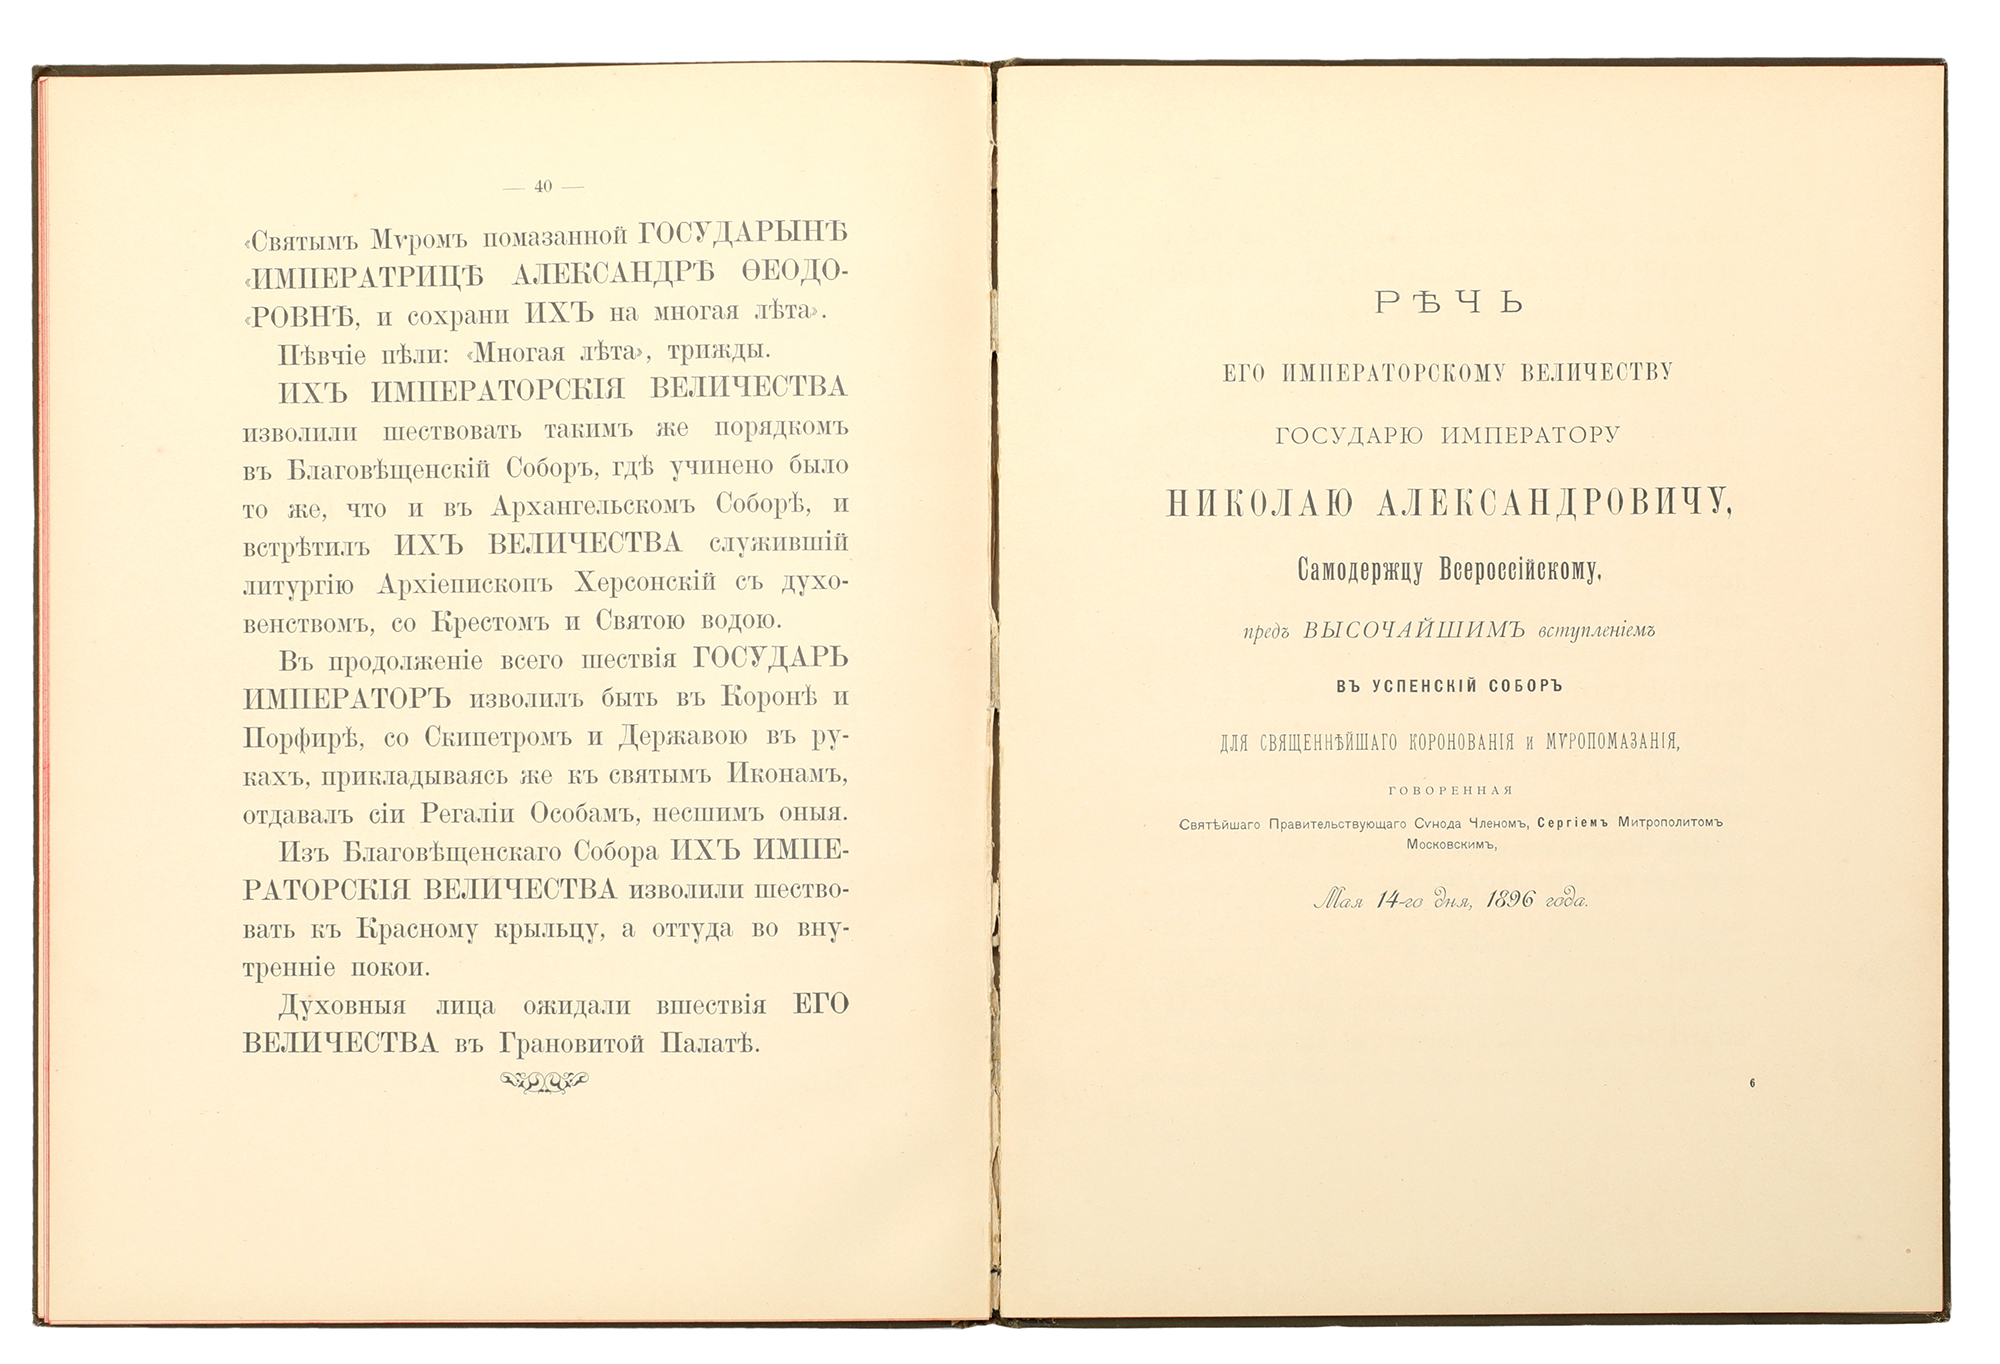 — 40 —
«Святымъ Мѵромъ помазанной ГОСУДАРЫНѢ
«ИМПЕРАТРИЦѢ АЛЕКСАНДРѢ ѲЕОДО-
«РОВНѢ, и сохрани ИХЪ на многая лѣта».
Пѣвчіе пѣли: «Многая лѣта», трижды.
ИХЪ ИМПЕРАТОРСКІЯ ВЕЛИЧЕСТВА
изволили шествовать такимъ же порядкомъ
въ Благовѣщенскій Соборъ, гдѣ учинено было
то же, что и въ Архангельскомъ Соборѣ, и
встрѣтилъ ИХЪ ВЕЛИЧЕСТВА служившій
литургію Архіепископъ Херсонскій съ духо-
венствомъ, со Крестомъ и Святою водою.
Въ продолженіе всего шествія ГОСУДАРЬ
ИМПЕРАТОРЪ изволилъ быть въ Коронѣ и
Порфирѣ, со Скипетромъ и Державою въ ру-
кахъ, прикладываясь же къ святымъ Иконамъ,
отдавалъ сіи Регаліи Особамъ, несшимъ оныя.
Изъ Благовѣщенскаго Собора ИХЪ ИМПЕ-
РАТОРСКІЯ ВЕЛИЧЕСТВА изволили шество-
вать къ Красному крыльцу, а оттуда во вну-
тренніе покои.
Духовныя лица ожидали вшествія ЕГО
ВЕЛИЧЕСТВА въ Грановитой Палатѣ.
РѢЧЬ
ЕГО ИМПЕРАТОРСКОМУ ВЕЛИЧЕСТВУ
ГОСУДАРЮ ИМПЕРАТОРУ
НИКОЛАЮ АЛЕКСАНДРОВИЧУ,
Самодержцу Всероссійскому,
предъ ВЫСОЧАЙШИМЪ вступленіемъ
ВЪ УСПЕНСКІЙ СОБОРЪ
ДЛЯ СВЯЩЕННѢЙШАГО КОРОНОВАНІЯ и МѴРОПОМАЗАНІЯ,
ГОВОРЕННАЯ
Святѣйшаго Правительствующаго Сѵнода Членомъ, Сергіемъ Митрополитомъ
Московскимъ,
Мая 14-го дня, 1896 года.
6